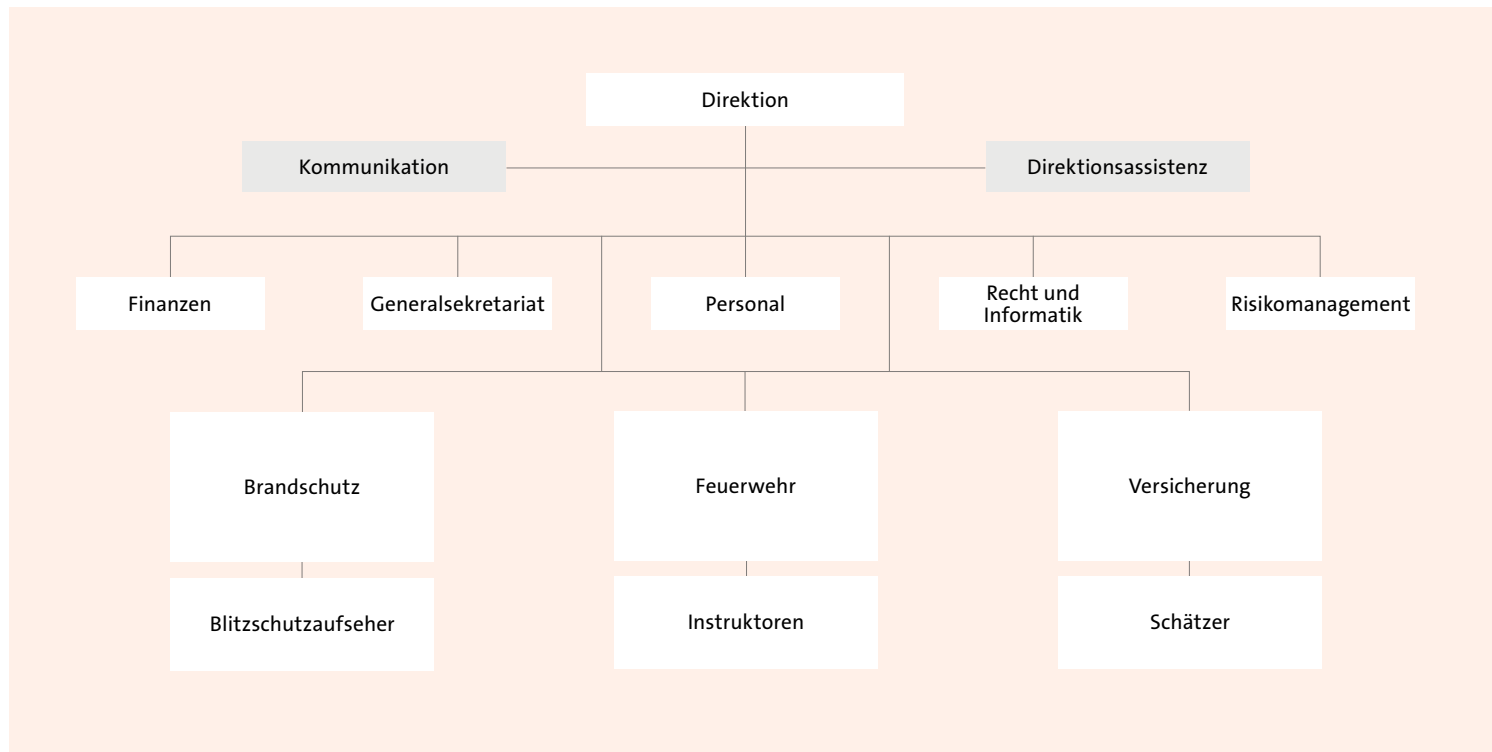 Direktion
Kommunikation
Direktionsassistenz
Finanzen
Generalsekretariat
Personal
Recht und
Informatik
Risikomanagement
Brandschutz
Feuerwehr
Versicherung
Blitzschutzaufseher
Instruktoren
Schätzer